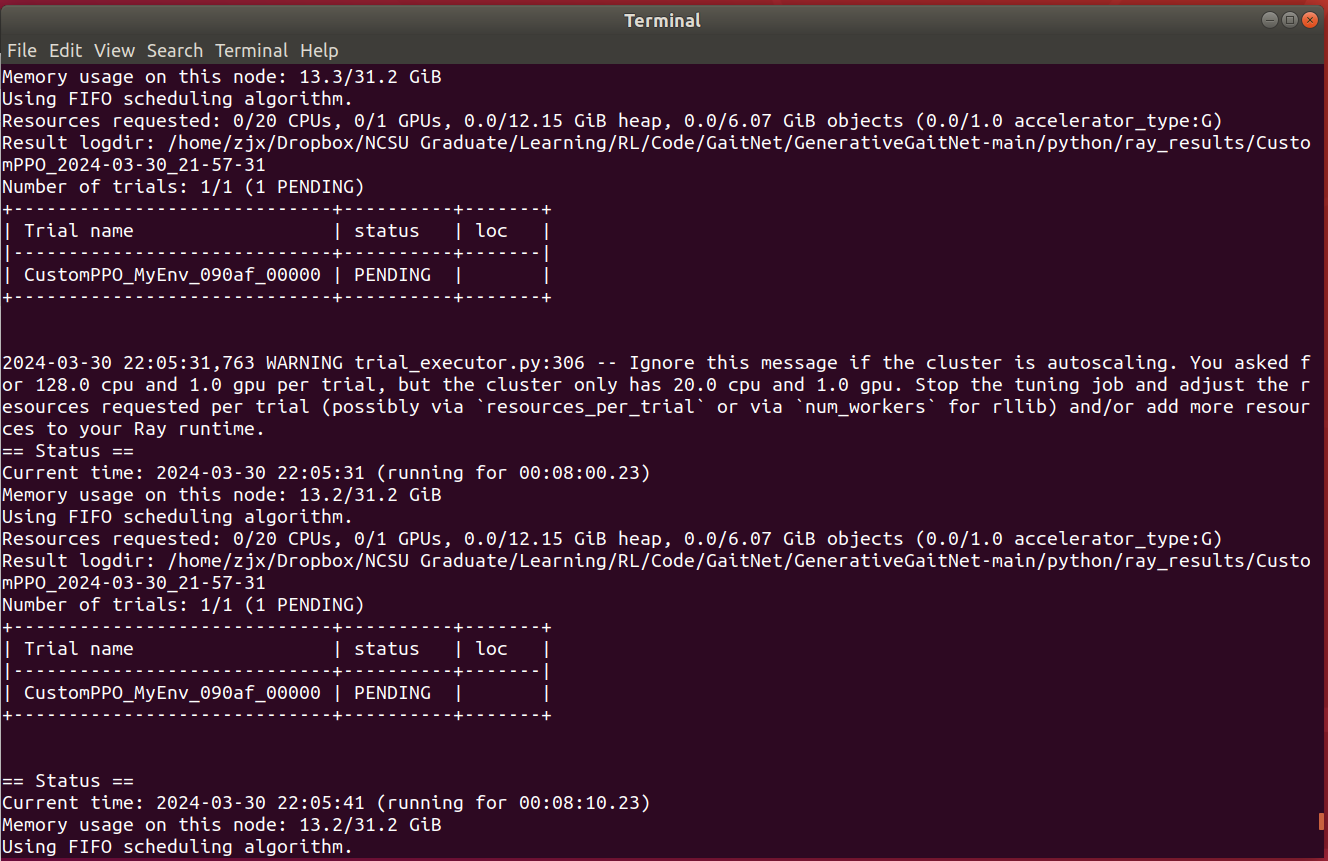 Terminal
File Edit View Search Terminal Help
Memory usage on this node: 13.3/31.2 GiB
Using FIFO scheduling algorithm.
Resources requested: 0/20 CPUs, 0/1 GPUs, 0.0/12.15 GiB heap, 0.0/6.07 GiB objects (0.0/1.0 accelerator_type:G)
Result logdir: /home/zjx/Dropbox/NCSU Graduate/Learning/RL/Code/GaitNet/GenerativeGaitNet-main/python/ray_results/Custo
mPPO_2024-03-30_21-57-31
Number of trials: 1/1 (1 PENDING)
+-----------------------------+----------+-------+
| Trial name                  | status   | loc   |
|-----------------------------+----------+-------|
| CustomPPO_MyEnv_090af_00000 | PENDING  |       |
+-----------------------------+----------+-------+
2024-03-30 22:05:31,763 WARNING trial_executor.py:306 -- Ignore this message if the cluster is autoscaling. You asked f
or 128.0 cpu and 1.0 gpu per trial, but the cluster only has 20.0 cpu and 1.0 gpu. Stop the tuning job and adjust the r
esources requested per trial (possibly via `resources_per_trial` or via `num_workers` for rllib) and/or add more resour
ces to your Ray runtime.
== Status ==
Current time: 2024-03-30 22:05:31 (running for 00:08:00.23)
Memory usage on this node: 13.2/31.2 GiB
Using FIFO scheduling algorithm.
Resources requested: 0/20 CPUs, 0/1 GPUs, 0.0/12.15 GiB heap, 0.0/6.07 GiB objects (0.0/1.0 accelerator_type:G)
Result logdir: /home/zjx/Dropbox/NCSU Graduate/Learning/RL/Code/GaitNet/GenerativeGaitNet-main/python/ray_results/Custo
mPPO_2024-03-30_21-57-31
Number of trials: 1/1 (1 PENDING)
+-----------------------------+----------+-------+
| Trial name                  | status   | loc   |
|-----------------------------+----------+-------|
| CustomPPO_MyEnv_090af_00000 | PENDING  |       |
+-----------------------------+----------+-------+
== Status ==
Current time: 2024-03-30 22:05:41 (running for 00:08:10.23)
Memory usage on this node: 13.2/31.2 GiB
Using FIFO scheduling algorithm.